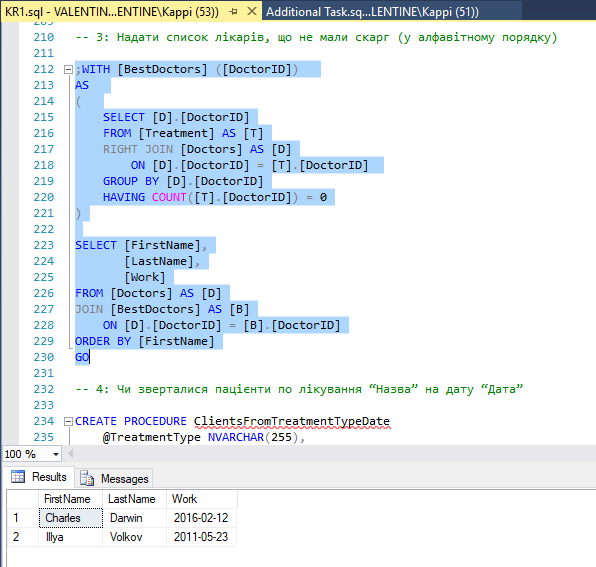 KR1.sql - VALENTIN...ENTINE\Kappi (53)) Additional Task.sq...LENTINE\Kappi (51))
209
210 -- 3: Надати список лікарів, що не мали скарг (у алфавітному порядку)
211
212 ;WITH [BestDoctors] ([DoctorID])
213 AS
214 (
215 SELECT [D].[DoctorID]
216 FROM [Treatment] AS [T]
217 RIGHT JOIN [Doctors] AS [D]
218 ON [D].[DoctorID] = [T].[DoctorID]
219 GROUP BY [D].[DoctorID]
220 HAVING COUNT([T].[DoctorID]) = 0
221 )
222
223 SELECT [FirstName],
224 [LastName],
225 [Work]
226 FROM [Doctors] AS [D]
227 JOIN [BestDoctors] AS [B]
228 ON [D].[DoctorID] = [B].[DoctorID]
229 ORDER BY [FirstName]
230 GO
231
232 -- 4: Чи зверталися пацієнти по лікування “Назва” на дату “Дата”
233
234 CREATE PROCEDURE ClientsFromTreatmentTypeDate
235 @TreatmentType NVARCHAR(255),
100 %
Results Messages
FirstName LastName Work
1 Charles Darwin 2016-02-12
2 Illya Volkov 2011-05-23